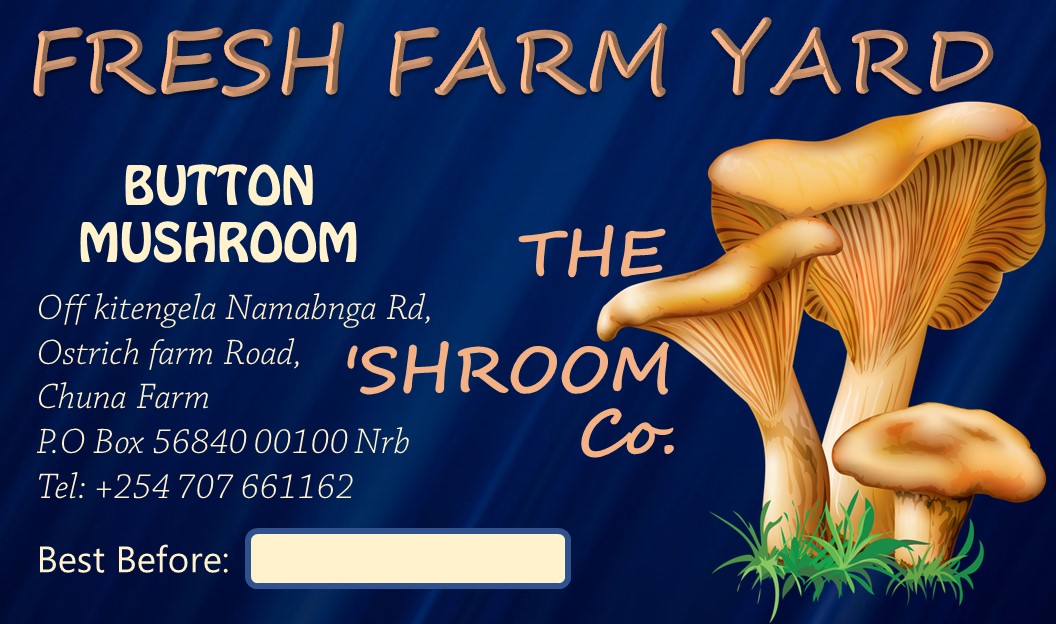 FRESH FARM YARD
BUTTON
MUSHROOM
Off kitengela Namabnga Rd,
Ostrich farm Road,
Chuna Farm
P.O Box 56840 00100 Nrb
Tel: +254 707 661162
THE
'SHROOM
Co.
Best Before: